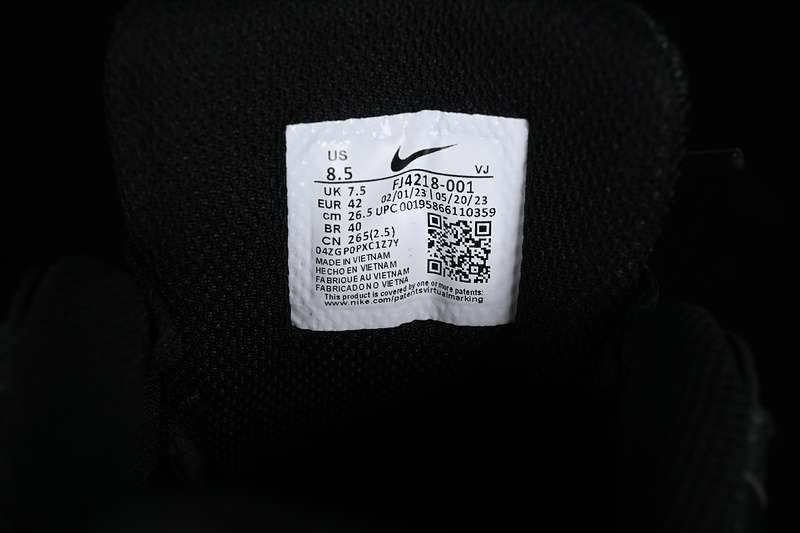 US
8.5
VJ
UK 7.5
FJ4218-001
EUR 42
02/01/23 | 05/20/23
cm 26.5
UPC 00195866110359
BR 40
CN 265(2.5)
04ZGP0PXC1Z7Y
MADE IN VIETNAM
HECHO EN VIETNAM
FABRIQUE AU VIETNAM
FABRICADO NO VIETNA
This product is covered by one or more patents:
www.nike.com/patentsvirtualmarking